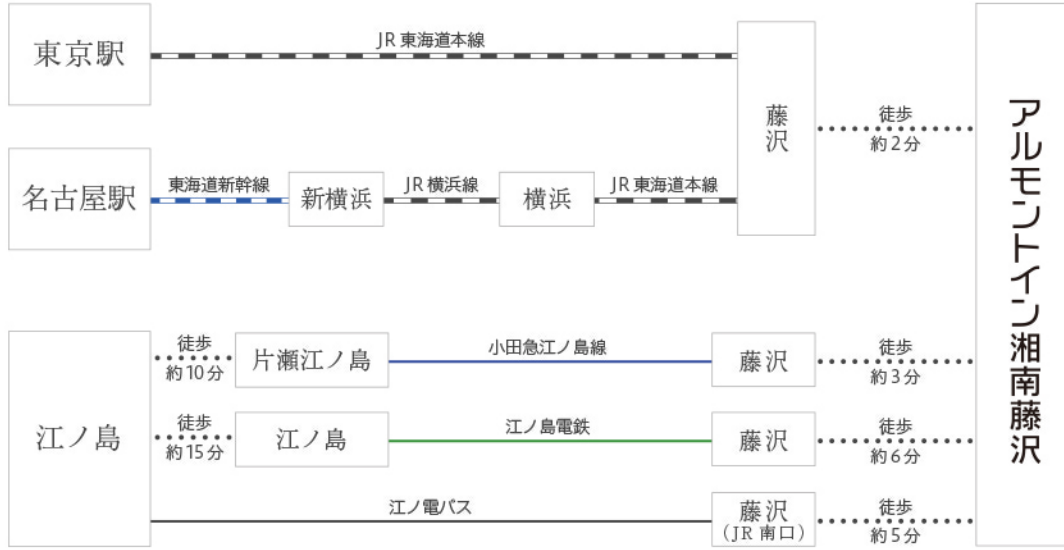 東京駅
JR 東海道本線
藤沢
徒歩
約2分
名古屋駅
東海道新幹線
新横浜
JR 横浜線
横浜
JR 東海道本線
アルモントイン湘南藤沢
江ノ島
徒歩
約10分
片瀬江ノ島
小田急江ノ島線
藤沢
徒歩
約3分
徒歩
約15分
江ノ島
江ノ島電鉄
藤沢
徒歩
約6分
江ノ電バス
藤沢
(JR 南口)
徒歩
約5分